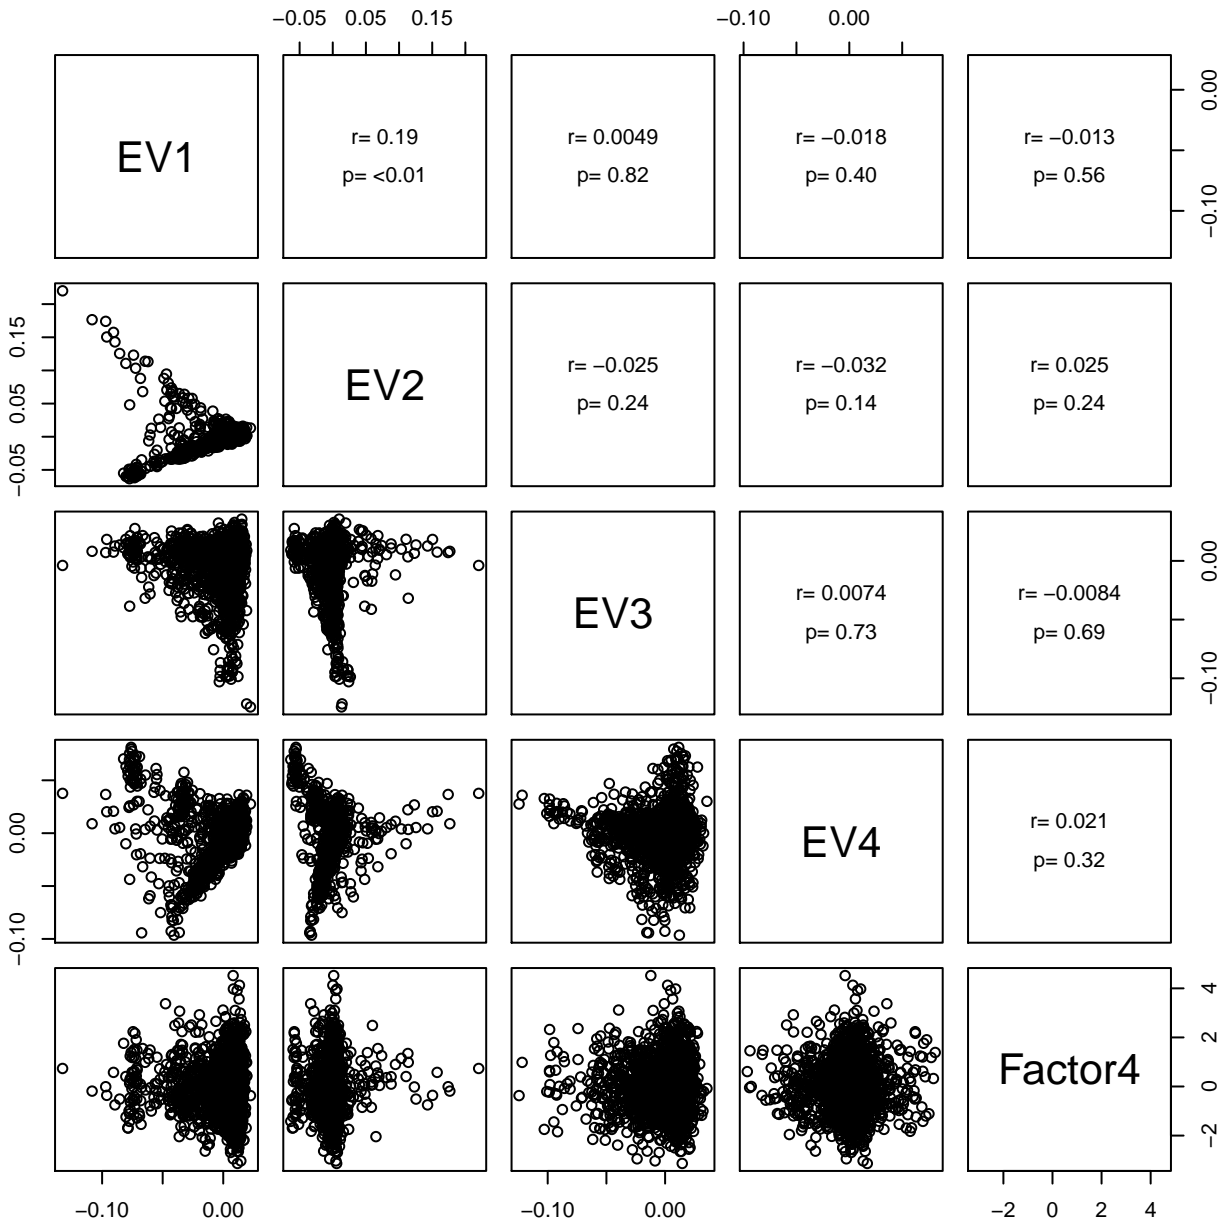 −0.05 0.05 0.15
−0.10 0.00
EV1
r= 0.19
p= <0.01
r= 0.0049
p= 0.82
r= −0.018
p= 0.40
r= −0.013
p= 0.56
0.00
−0.10
0.15
0.05
−0.05
EV2
r= −0.025
p= 0.24
r= −0.032
p= 0.14
r= 0.025
p= 0.24
EV3
r= 0.0074
p= 0.73
r= −0.0084
p= 0.69
0.00
−0.10
0.00
−0.10
EV4
r= 0.021
p= 0.32
Factor4
4
2
0
−2
−0.10 0.00
−0.10 0.00
−2 0 2 4